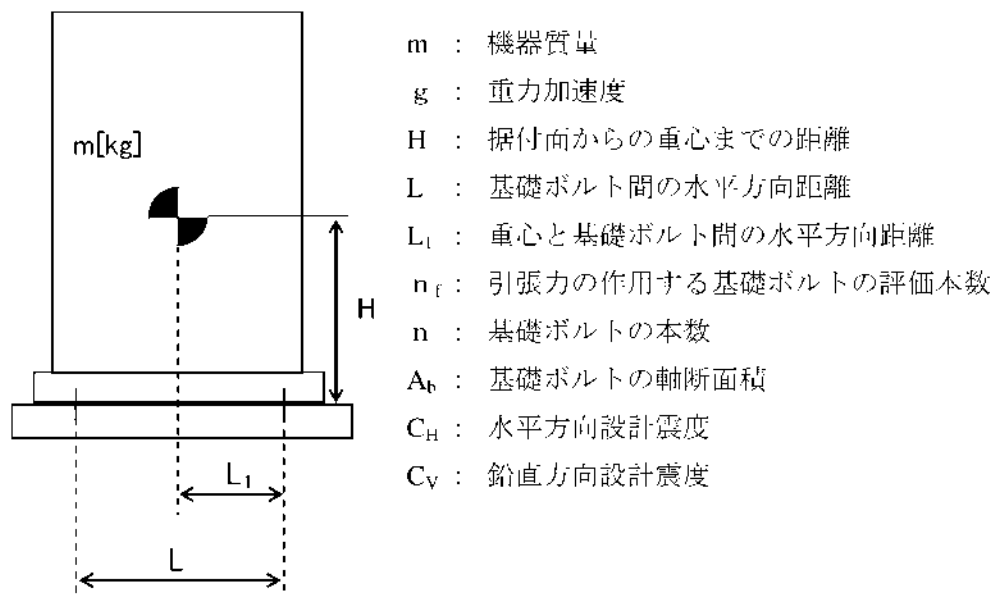 m[kg]
H
L₁
L
m : 機器質量
g : 重力加速度
H : 据付面からの重心までの距離
L : 基礎ボルト間の水平方向距離
L₁ : 重心と基礎ボルト間の水平方向距離
n_f : 引張力の作用する基礎ボルトの評価本数
n : 基礎ボルトの本数
A_b : 基礎ボルトの軸断面積
C_H : 水平方向設計震度
C_V : 鉛直方向設計震度